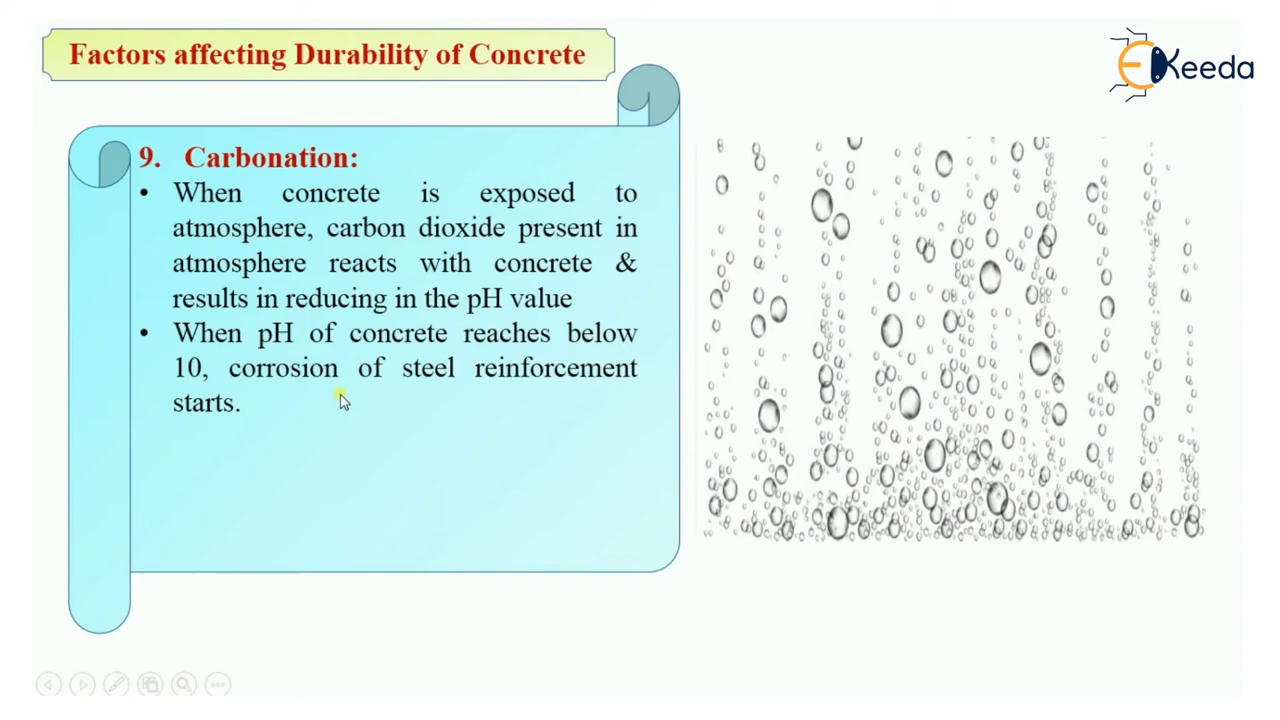 Factors affecting Durability of Concrete
EKeeda
9. Carbonation:
• When concrete is exposed to
atmosphere, carbon dioxide present in
atmosphere reacts with concrete &
results in reducing in the pH value
• When pH of concrete reaches below
10, corrosion of steel reinforcement
starts.